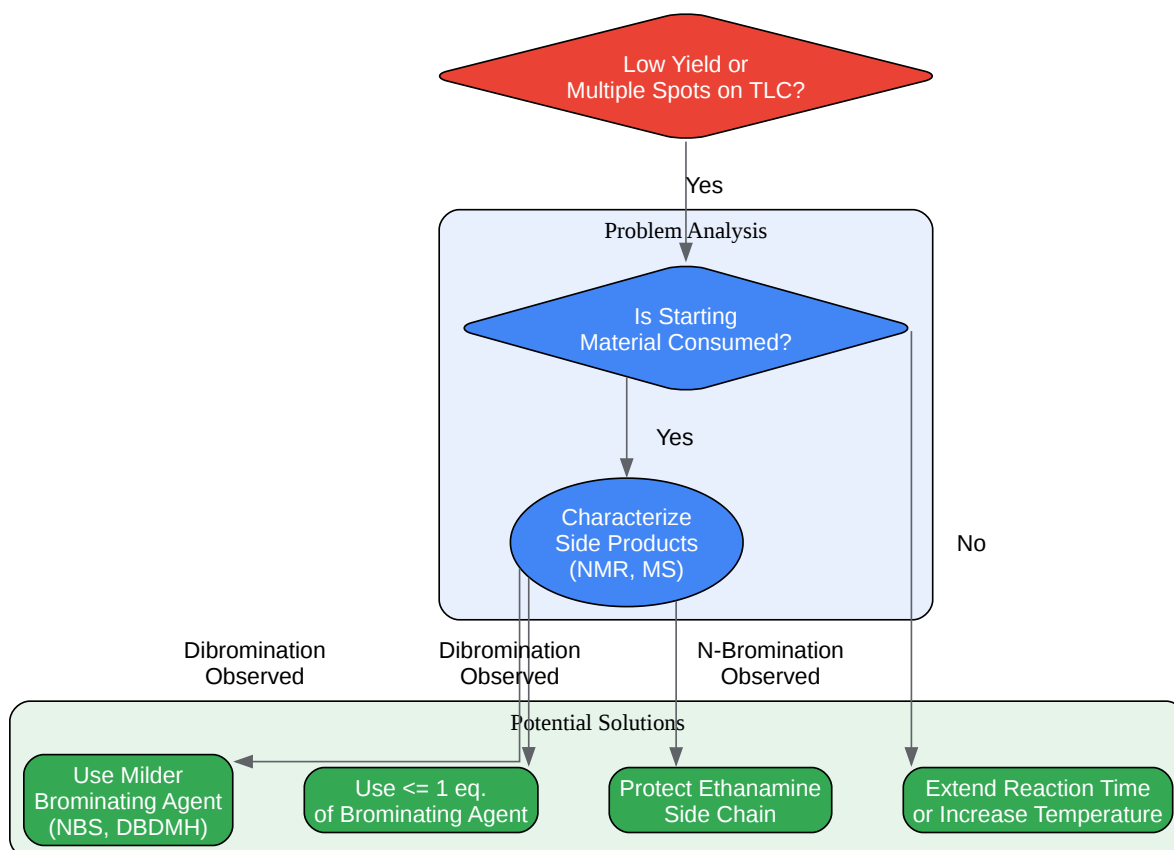 Low Yield or
Multiple Spots on TLC?
Yes
Problem Analysis
Is Starting
Material Consumed?
Yes
Characterize
Side Products
(NMR, MS)
No
Dibromination
Observed
Dibromination
Observed
N-Bromination
Observed
Potential Solutions
Use Milder
Brominating Agent
(NBS, DBDMH)
Use <= 1 eq.
of Brominating Agent
Protect Ethanamine
Side Chain
Extend Reaction Time
or Increase Temperature